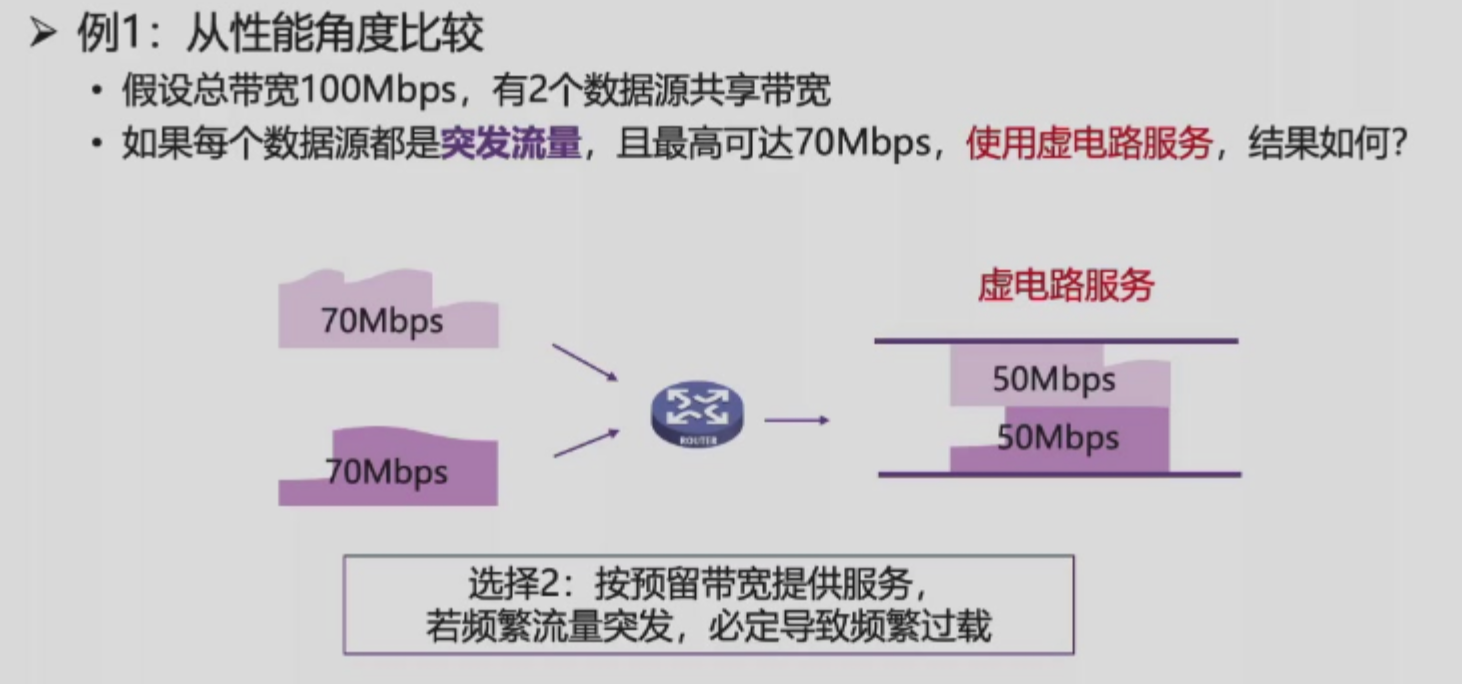 ➤ 例1：从性能角度比较
• 假设总带宽100Mbps，有2个数据源共享带宽
• 如果每个数据源都是突发流量，且最高可达70Mbps，使用虚电路服务，结果如何？
虚电路服务
70Mbps
50Mbps
ROUTER
50Mbps
70Mbps
选择2：按预留带宽提供服务，
若频繁流量突发，必定导致频繁过载